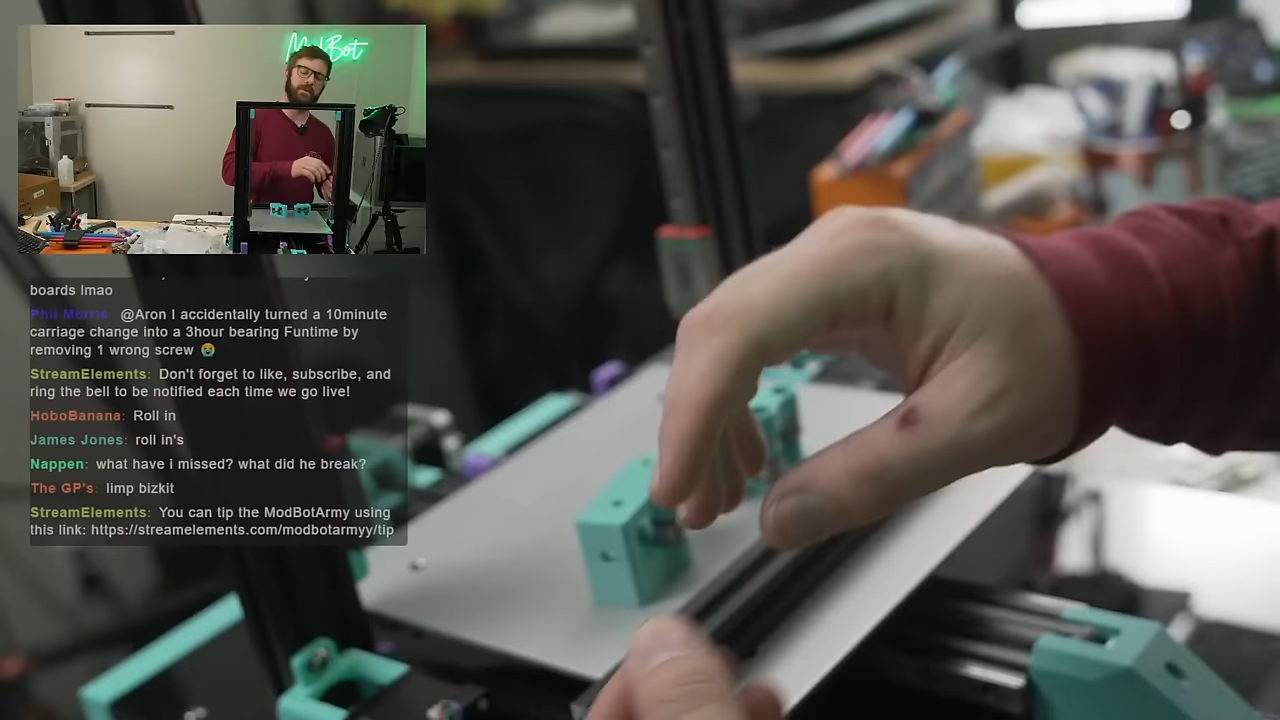 ModBot
boards lmao
Phil Morris @Aron I accidentally turned a 10minute
carriage change into a 3hour bearing Funtime by
removing 1 wrong screw 😭
StreamElements: Don't forget to like, subscribe, and
ring the bell to be notified each time we go live!
HoboBanana: Roll in
James Jones: roll in's
Nappen: what have i missed? what did he break?
The GP's: limp bizkit
StreamElements: You can tip the ModBotArmy using
this link: https://streamelements.com/modbotarmyy/tip